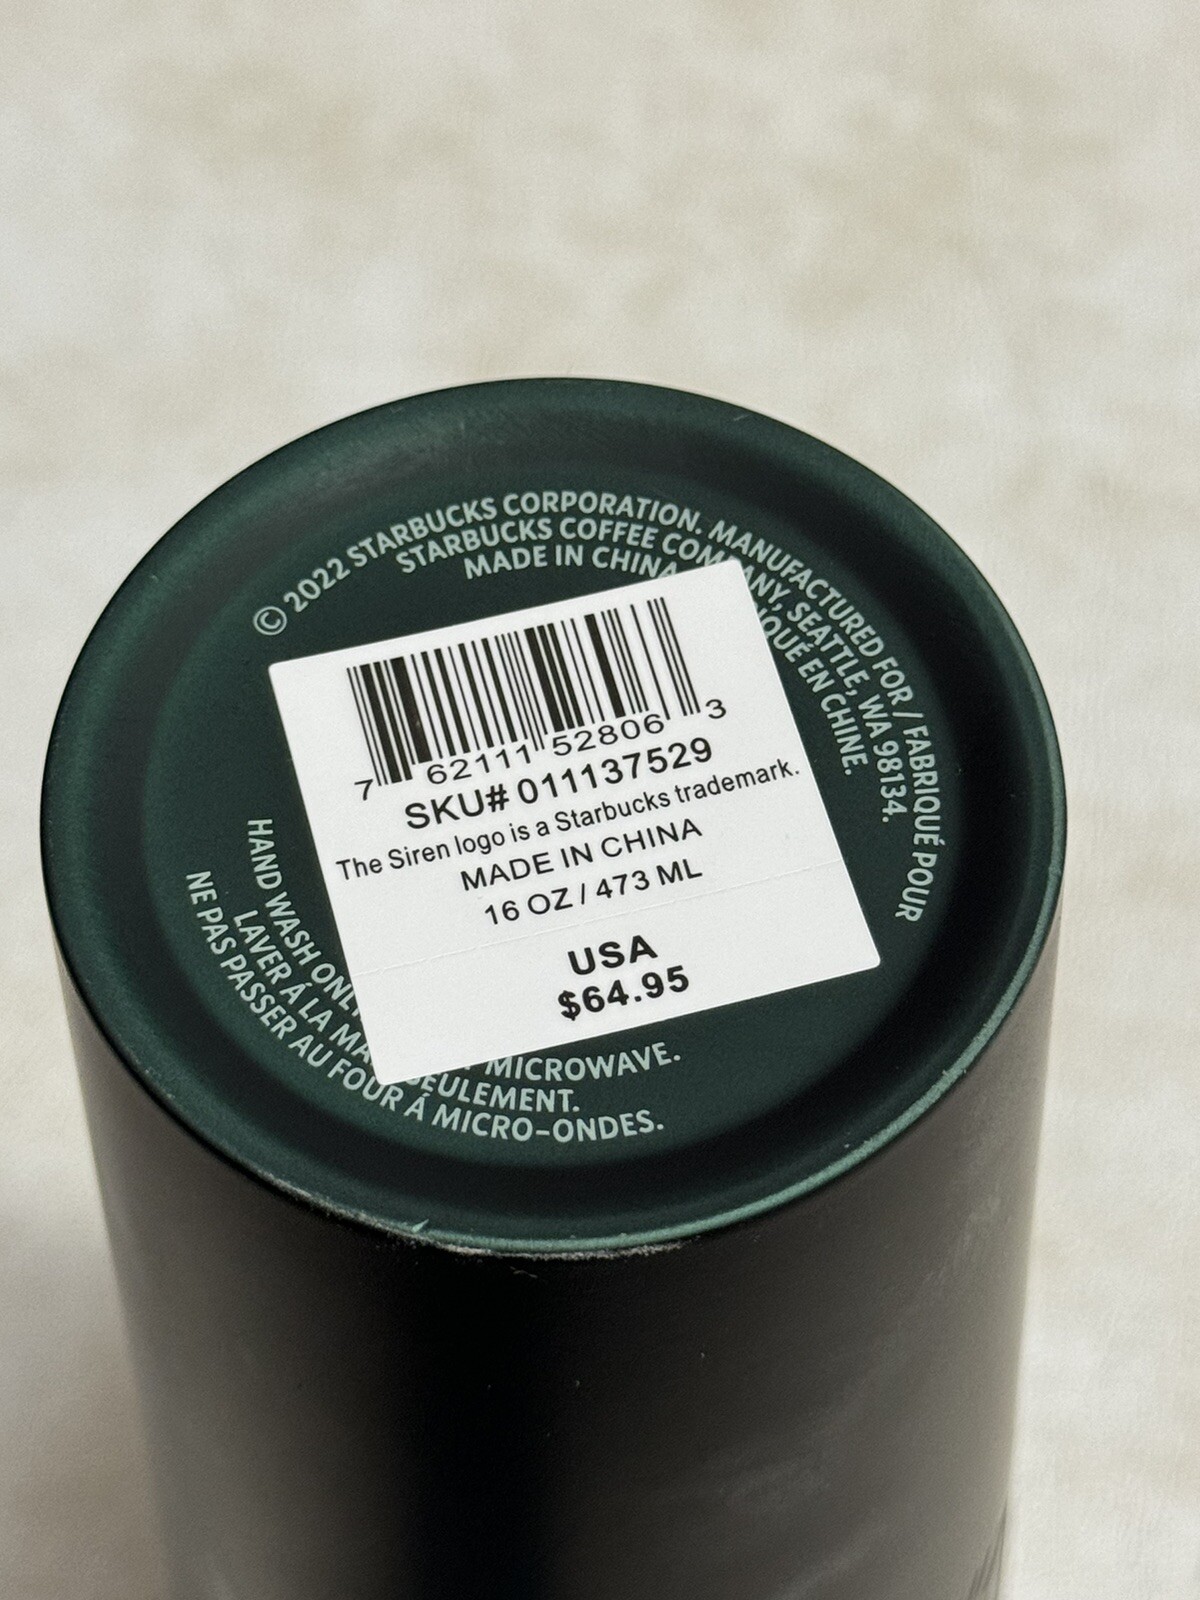 © 2022 STARBUCKS CORPORATION. MANUFACTURED FOR / FABRIQUÉ POUR
STARBUCKS COFFEE COMPANY, SEATTLE, WA 98134.
MADE IN CHINA EN CHINE.
7 62111 52806 3
SKU# 011137529
The Siren logo is a Starbucks trademark.
MADE IN CHINA
16 OZ / 473 ML
USA
$64.95
HAND WASH ONLY MICROWAVE.
LAVER Á LA SEULEMENT.
NE PAS PASSER AU FOUR Á MICRO-ONDES.